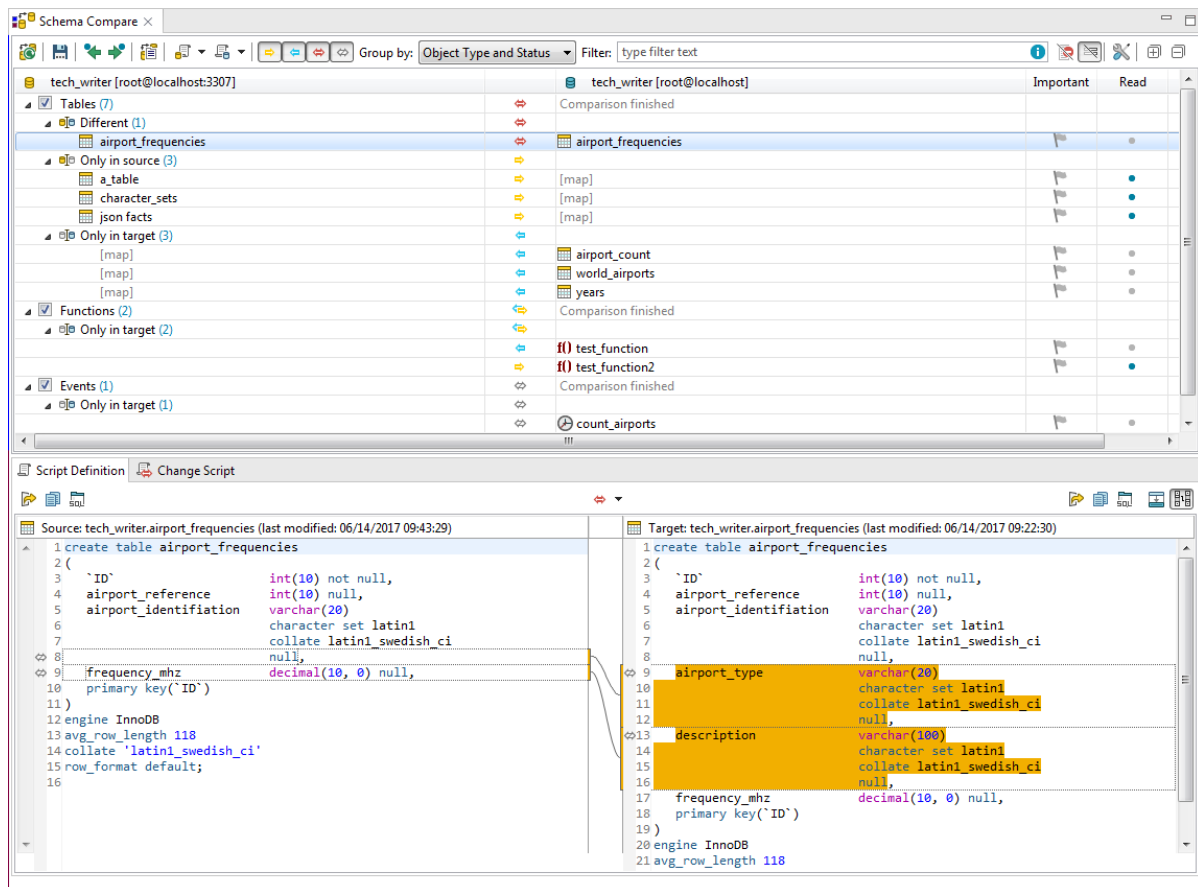 Schema Compare
Group by: Object Type and Status Filter: type filter text
tech_writer [root@localhost:3307] tech_writer [root@localhost] Important Read
Tables (7) Comparison finished
Different (1)
airport_frequencies airport_frequencies
Only in source (3)
a_table [map]
character_sets [map]
json facts [map]
Only in target (3)
[map] airport_count
[map] world_airports
[map] years
Functions (2) Comparison finished
Only in target (2)
f() test_function
f() test_function2
Events (1) Comparison finished
Only in target (1)
count_airports
Script Definition Change Script
SQL SQL
Source: tech_writer.airport_frequencies (last modified: 06/14/2017 09:43:29)
1 create table airport_frequencies
2 (
3 `ID` int(10) not null,
4 airport_reference int(10) null,
5 airport_identifiation varchar(20)
6 character set latin1
7 collate latin1_swedish_ci
8 null,
9 frequency_mhz decimal(10, 0) null,
10 primary key(`ID`)
11 )
12 engine InnoDB
13 avg_row_length 118
14 collate 'latin1_swedish_ci'
15 row_format default;
16
Target: tech_writer.airport_frequencies (last modified: 06/14/2017 09:22:30)
1 create table airport_frequencies
2 (
3 `ID` int(10) not null,
4 airport_reference int(10) null,
5 airport_identifiation varchar(20)
6 character set latin1
7 collate latin1_swedish_ci
8 null,
9 airport_type varchar(20)
10 character set latin1
11 collate latin1_swedish_ci
12 null,
13 description varchar(100)
14 character set latin1
15 collate latin1_swedish_ci
16 null,
17 frequency_mhz decimal(10, 0) null,
18 primary key(`ID`)
19 )
20 engine InnoDB
21 avg_row_length 118